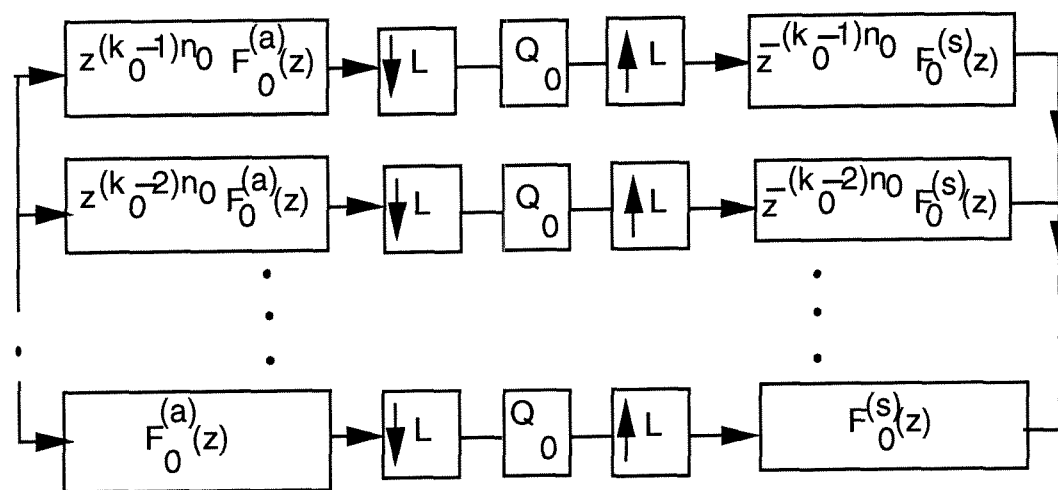 z^(k_0-1)n_0 F_0^(a)(z) L Q_0 L z^-(k_0-1)n_0 F_0^(s)(z)
z^(k_0-2)n_0 F_0^(a)(z) L Q_0 L z^-(k_0-2)n_0 F_0^(s)(z)
F_0^(a)(z) L Q_0 L F_0^(s)(z)